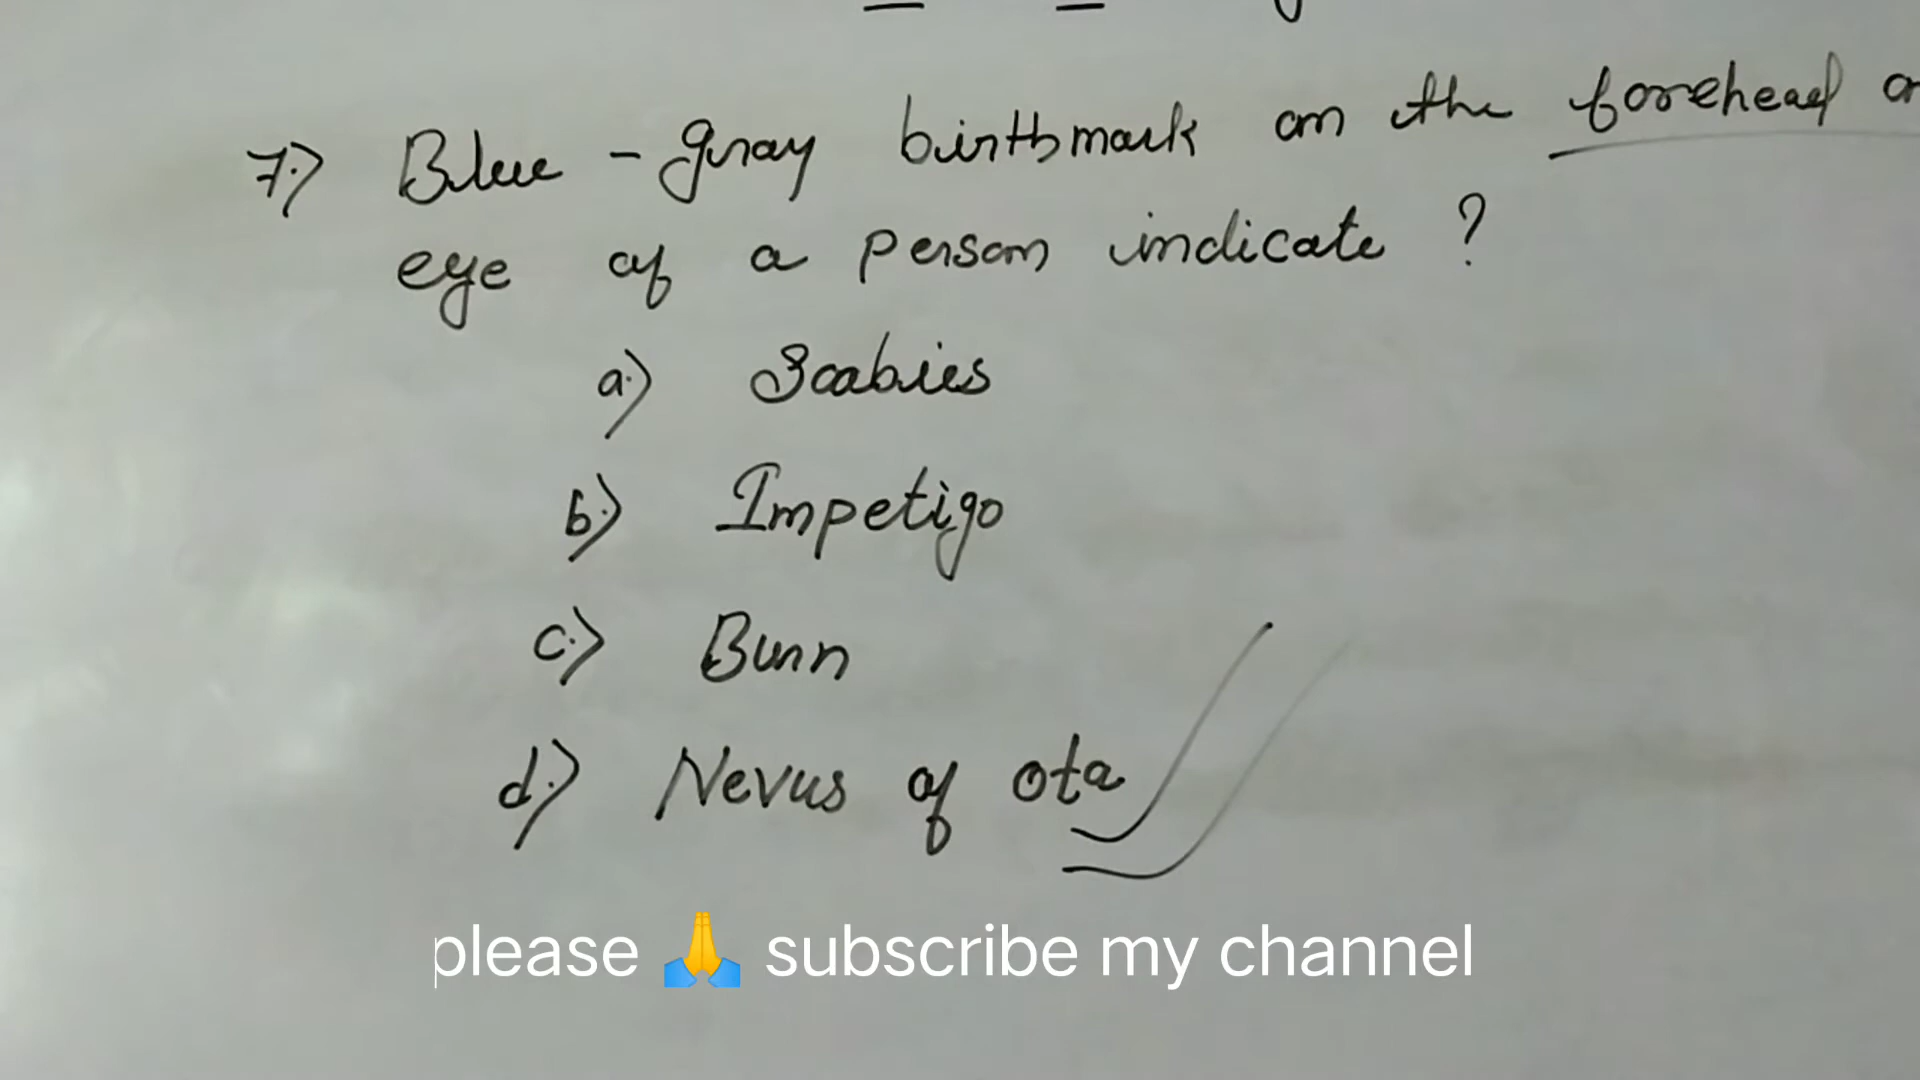 7.) Blue - gray birthmark on the forehead or
eye of a person indicate ?
a.) Scabies
b.) Impetigo
c.) Burn
d.) Nevus of ota
please 🙏 subscribe my channel